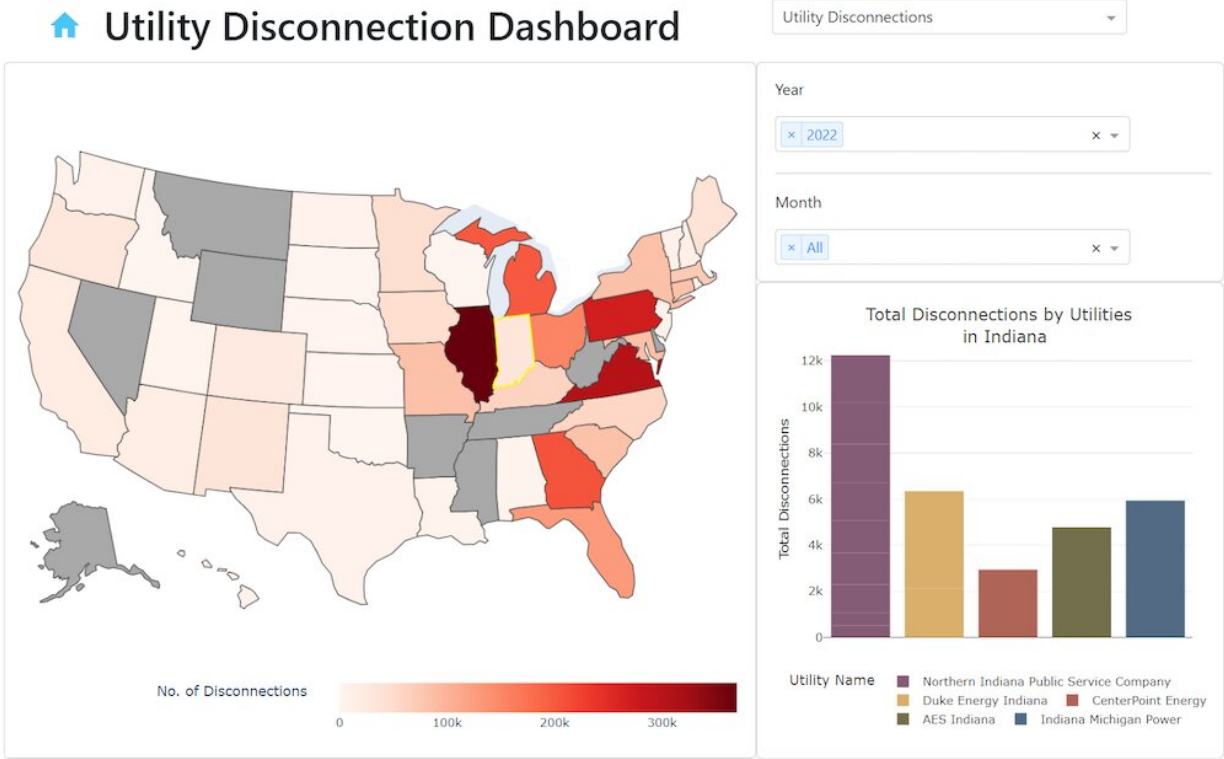 Utility Disconnection Dashboard
Utility Disconnections
Year
× 2022
Month
× All
No. of Disconnections
0 100k 200k 300k
Total Disconnections by Utilities
in Indiana
Total Disconnections
12k
10k
8k
6k
4k
2k
0
Utility Name
Northern Indiana Public Service Company
Duke Energy Indiana CenterPoint Energy
AES Indiana Indiana Michigan Power